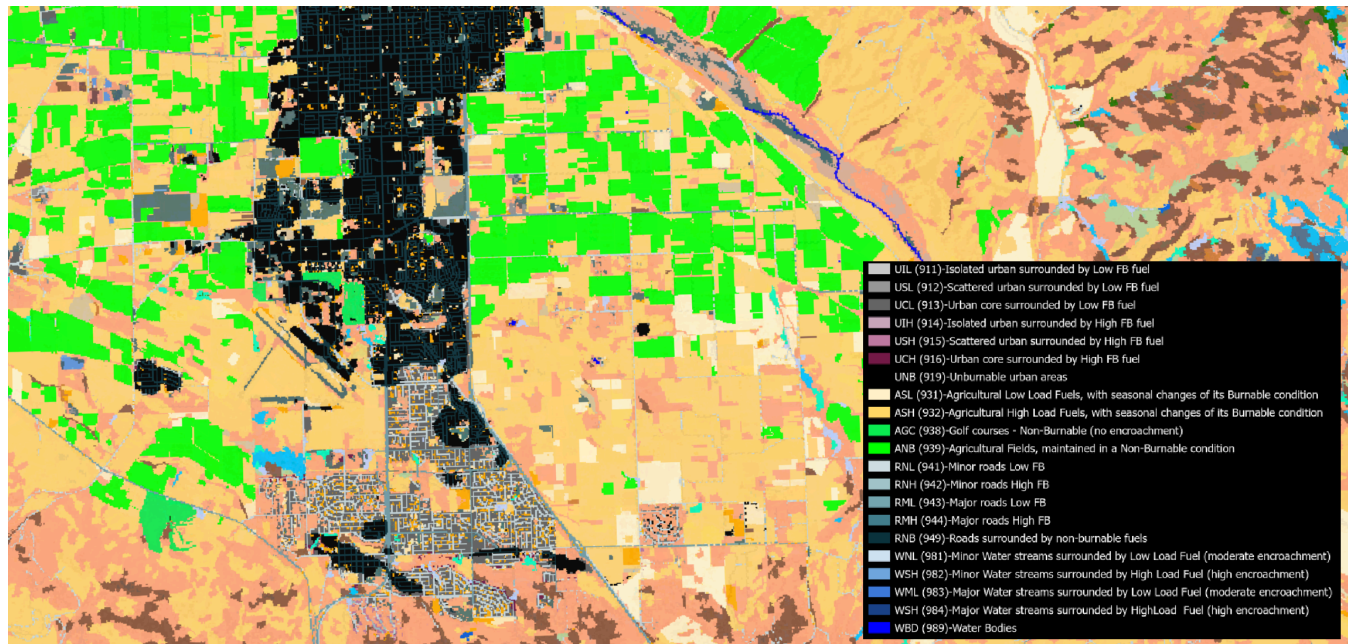 UIL (911)-Isolated urban surrounded by Low FB fuel
USL (912)-Scattered urban surrounded by Low FB fuel
UCL (913)-Urban core surrounded by Low FB fuel
UIH (914)-Isolated urban surrounded by High FB fuel
USH (915)-Scattered urban surrounded by High FB fuel
UCH (916)-Urban core surrounded by High FB fuel
UNB (919)-Unburnable urban areas
ASL (931)-Agricultural Low Load Fuels, with seasonal changes of its Burnable condition
ASH (932)-Agricultural High Load Fuels, with seasonal changes of its Burnable condition
AGC (938)-Golf courses - Non-Burnable (no encroachment)
ANB (939)-Agricultural Fields, maintained in a Non-Burnable condition
RNL (941)-Minor roads Low FB
RNH (942)-Minor roads High FB
RML (943)-Major roads Low FB
RMH (944)-Major roads High FB
RNB (949)-Roads surrounded by non-burnable fuels
WNL (981)-Minor Water streams surrounded by Low Load Fuel (moderate encroachment)
WSH (982)-Minor Water streams surrounded by High Load Fuel (high encroachment)
WML (983)-Major Water streams surrounded by Low Load Fuel (moderate encroachment)
WSH (984)-Major Water streams surrounded by HighLoad Fuel (high encroachment)
WBD (989)-Water Bodies